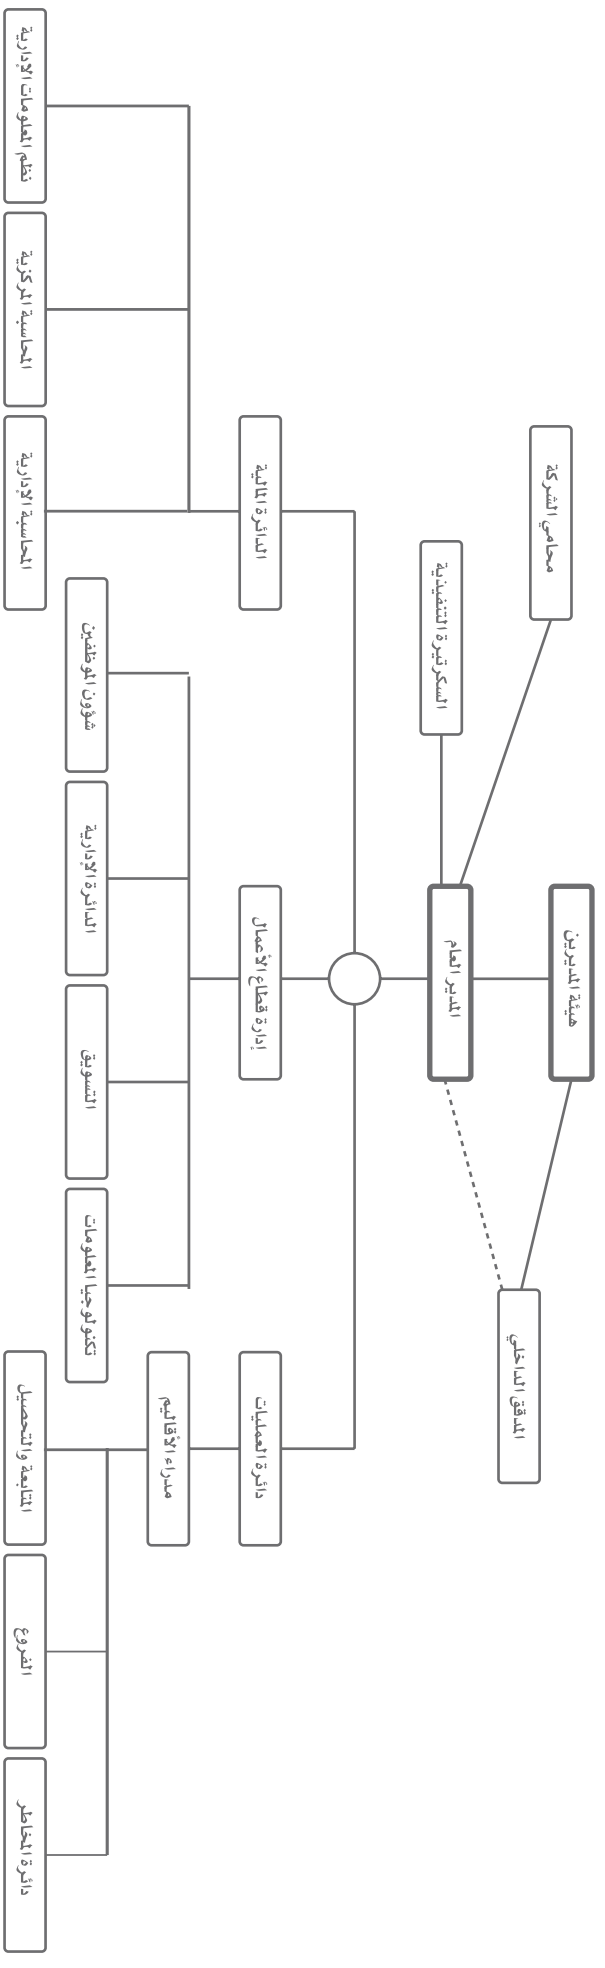 هيئة المديرين
محامي الشركة
المدقق الداخلي
المدير العام
السكرتيرة التنفيذية
دائرة العمليات
إدارة قطاع الأعمال
الدائرة المالية
مدراء الأقاليم
تكنولوجيا المعلومات
التسويق
الدائرة الإدارية
شؤون الموظفين
دائرة المخاطر
الفروع
المتابعة والتحصيل
المحاسبة الإدارية
المحاسبة المركزية
نظم المعلومات الإدارية